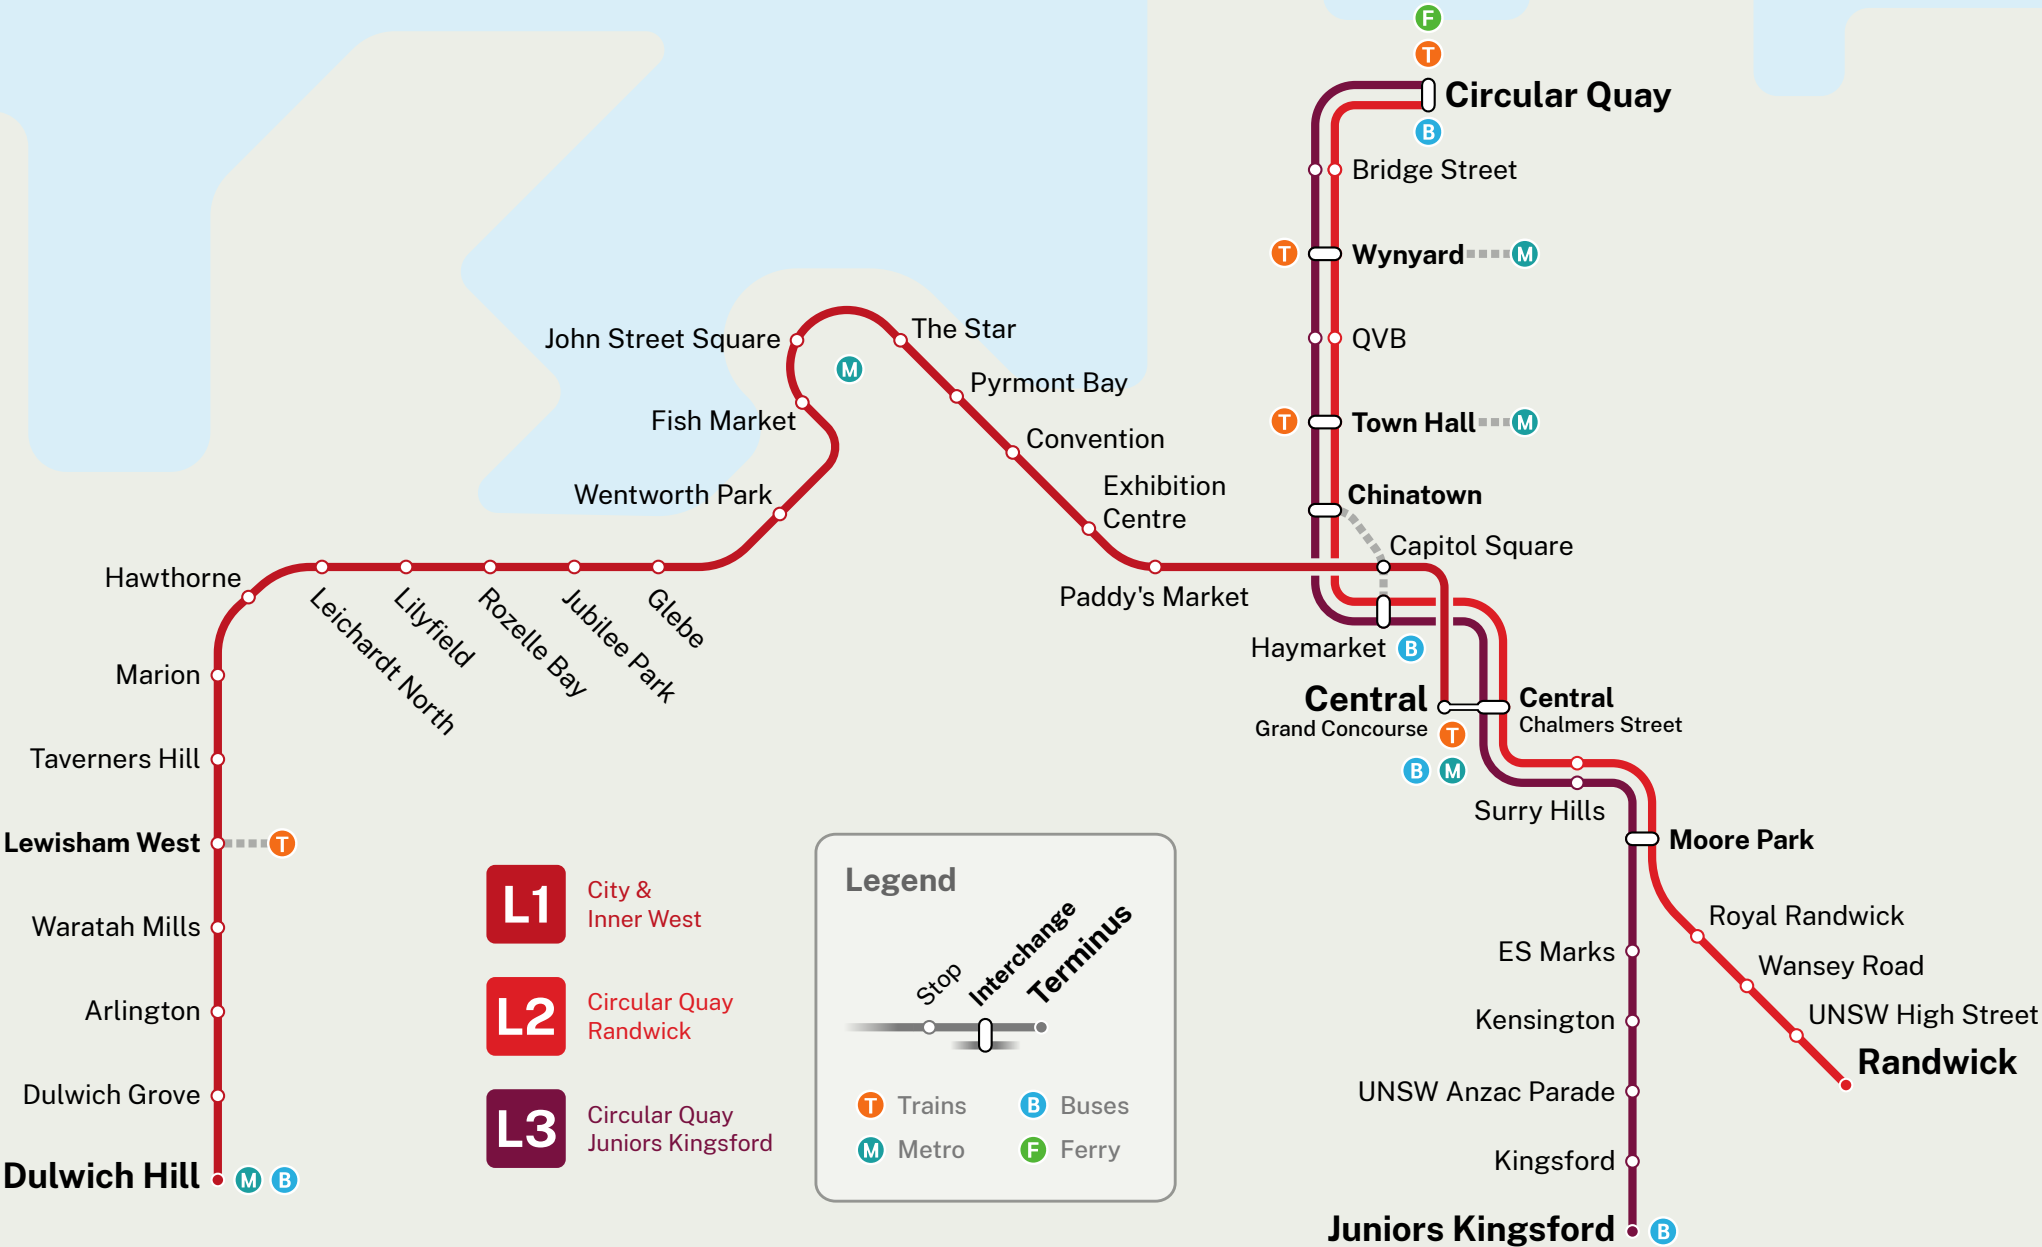 F
T
Circular Quay
B
Bridge Street
T
Wynyard
M
QVB
T
Town Hall
M
Chinatown
Capitol Square
Haymarket
B
Central
Grand Concourse
T
B
M
Central
Chalmers Street
Surry Hills
Moore Park
Royal Randwick
Wansey Road
UNSW High Street
Randwick
ES Marks
Kensington
UNSW Anzac Parade
Kingsford
Juniors Kingsford
B
John Street Square
The Star
M
Fish Market
Pyrmont Bay
Convention
Wentworth Park
Exhibition
Centre
Paddy's Market
Hawthorne
Leichardt North
Lilyfield
Rozelle Bay
Jubilee Park
Glebe
Marion
Taverners Hill
Lewisham West
T
Waratah Mills
Arlington
Dulwich Grove
Dulwich Hill
M
B
L1
City &
Inner West
L2
Circular Quay
Randwick
L3
Circular Quay
Juniors Kingsford
Legend
Stop
Interchange
Terminus
T Trains
B Buses
M Metro
F Ferry